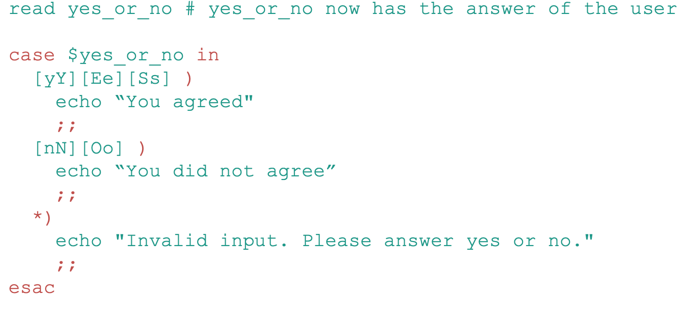 read yes_or_no # yes_or_no now has the answer of the user
case $yes_or_no in
[yY][Ee][Ss] )
echo “You agreed"
;;
[nN][Oo] )
echo “You did not agree”
;;
*)
echo "Invalid input. Please answer yes or no."
;;
esac